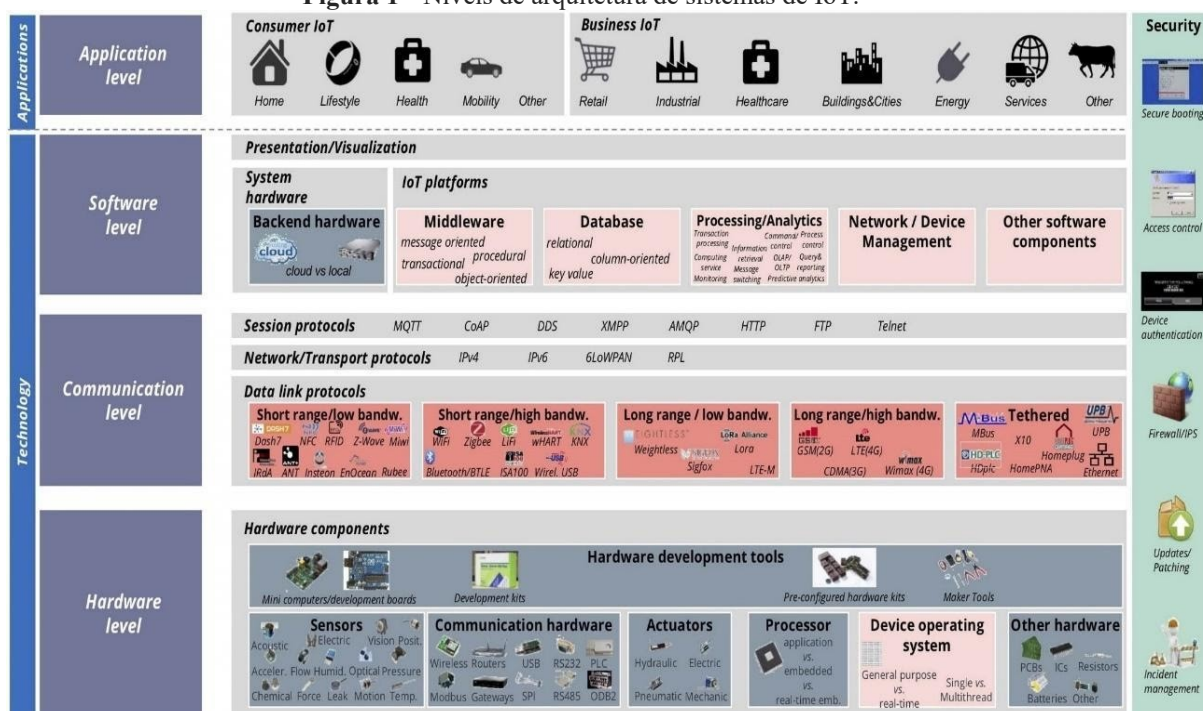 Figura 1 - Níveis de arquitetura de sistemas de IoT.
Applications
Application level
Consumer IoT
Home Lifestyle Health Mobility Other
Business IoT
Retail Industrial Healthcare Buildings&Cities Energy Services Other
Technology
Software level
Presentation/Visualization
System hardware
Backend hardware
cloud
cloud vs local
IoT platforms
Middleware
message oriented
procedural
transactional
object-oriented
Database
relational
column-oriented
key value
Processing/Analytics
Transaction processing
Information retrieval
Command/ control
Process control
Computing service
Message switching
OLAP/ OLTP
Query& reporting
Monitoring
Predictive analytics
Network / Device Management
Other software components
Communication level
Session protocols MQTT CoAP DDS XMPP AMQP HTTP FTP Telnet
Network/Transport protocols IPv4 IPv6 6LoWPAN RPL
Data link protocols
Short range/low bandw.
DASH7
Dash7 NFC RFID Z-Wave Miwi
IRdA ANT Insteon EnOcean Rubee
Short range/high bandw.
WiFi Zigbee LiFi wHART KNX
Bluetooth/BTLE ISA100 Wirel. USB
Long range / low bandw.
LoRa Alliance
Weightless Lora
Sigfox LTE-M
Long range/high bandw.
GSM(2G) LTE(4G)
CDMA(3G) Wimax (4G)
Tethered
M-Bus UPB
MBus X10 Homeplug UPB
HD-PLC
HDplc HomePNA Ethernet
Hardware level
Hardware components
Hardware development tools
Mini computers/development boards Development kits Pre-configured hardware kits Maker Tools
Sensors
Acoustic Electric Vision Posit.
Acceler. Flow Humid. Optical Pressure
Chemical Force Leak Motion Temp.
Communication hardware
Wireless Routers USB RS232 PLC
Modbus Gateways SPI RS485 ODB2
Actuators
Hydraulic Electric
Pneumatic Mechanic
Processor
application
vs.
embedded
vs.
real-time emb.
Device operating system
General purpose vs. real-time
Single vs. Multithread
Other hardware
PCBs ICs Resistors
Batteries Other
Security
Secure booting
Access control
Device authentication
Firewall/IPS
Updates/ Patching
Incident management